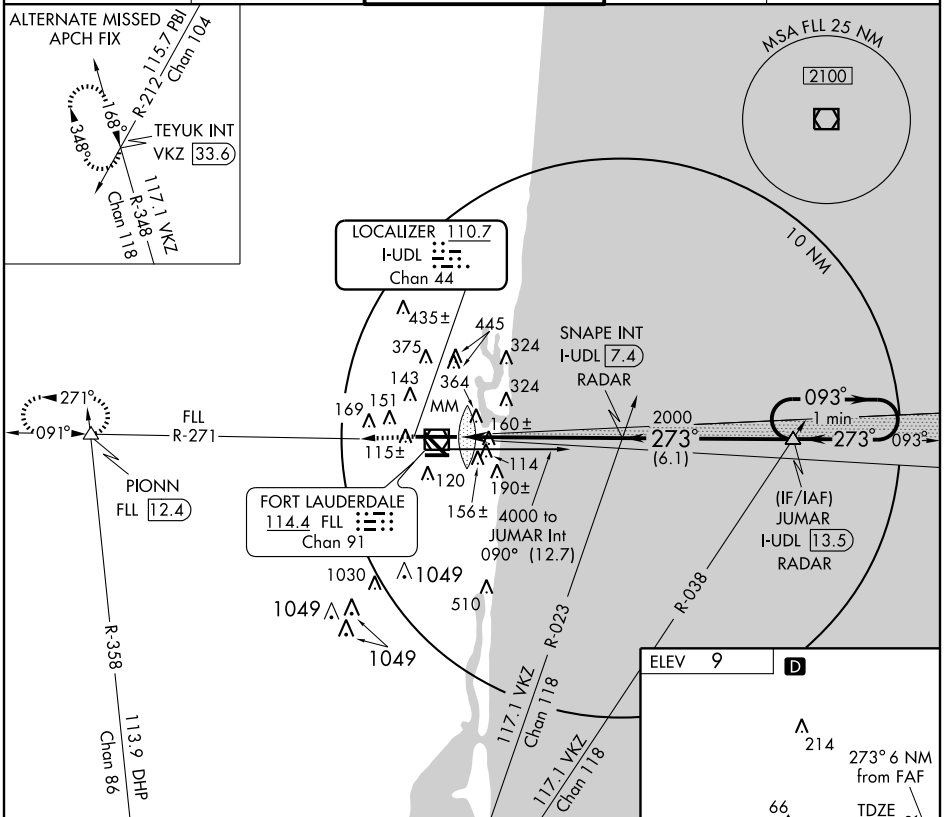 ALTERNATE MISSED
APCH FIX
R-212 115.7 PBI
Chan 104
168°
348°
TEYUK INT
VKZ 33.6
117.1 VKZ
R-348
Chan 118
MSA FLL 25 NM
2100
LOCALIZER 110.7
I-UDL
Chan 44
10 NM
435±
445
375
324
SNAPE INT
I-UDL 7.4
RADAR
143
364
324
151
169
MM
160±
115±
114
120
190±
156±
271°
091°
FLL
R-271
PIONN
FLL 12.4
2000
273°
(6.1)
093°
1 min
273°
093°
FORT LAUDERDALE
114.4 FLL
Chan 91
4000 to
JUMAR Int
090° (12.7)
(IF/IAF)
JUMAR
I-UDL 13.5
RADAR
1030
1049
1049
1049
510
R-358
113.9 DHP
Chan 86
R-023
117.1 VKZ
Chan 118
R-038
117.1 VKZ
Chan 118
ELEV 9
D
214
273° 6 NM
from FAF
66
TDZE